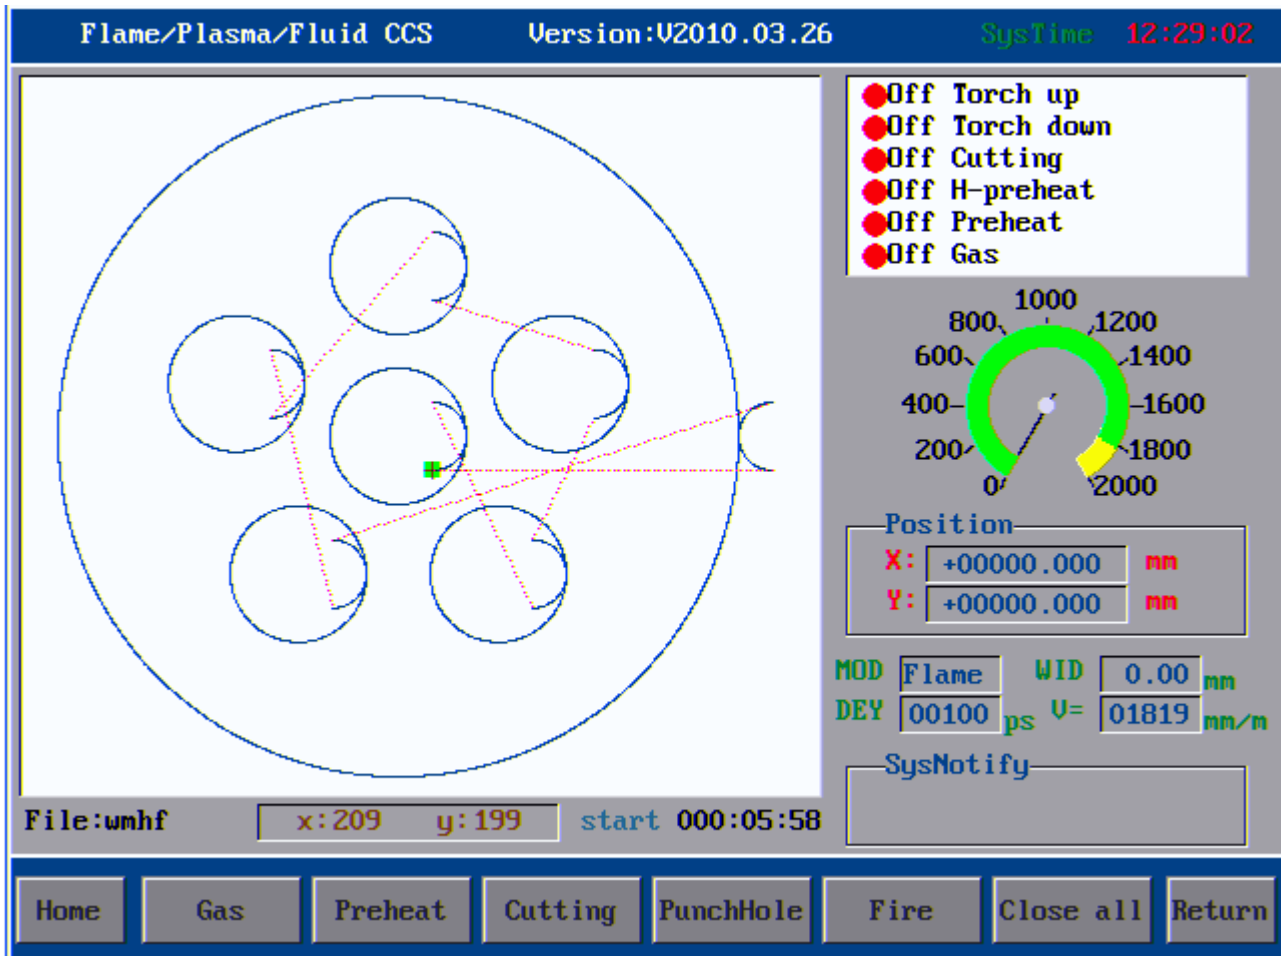 Flame/Plasma/Fluid CCS Version:V2010.03.26 SysTime 12:29:02
Off Torch up
Off Torch down
Off Cutting
Off H-preheat
Off Preheat
Off Gas
1000
800 1200
600 1400
400 1600
200 1800
0 2000
Position
X: +00000.000 mm
Y: +00000.000 mm
MOD Flame WID 0.00 mm
DEY 00100 ps V= 01819 mm/m
SysNotify
File:wmhf x:209 y:199 start 000:05:58
Home Gas Preheat Cutting PunchHole Fire Close all Return